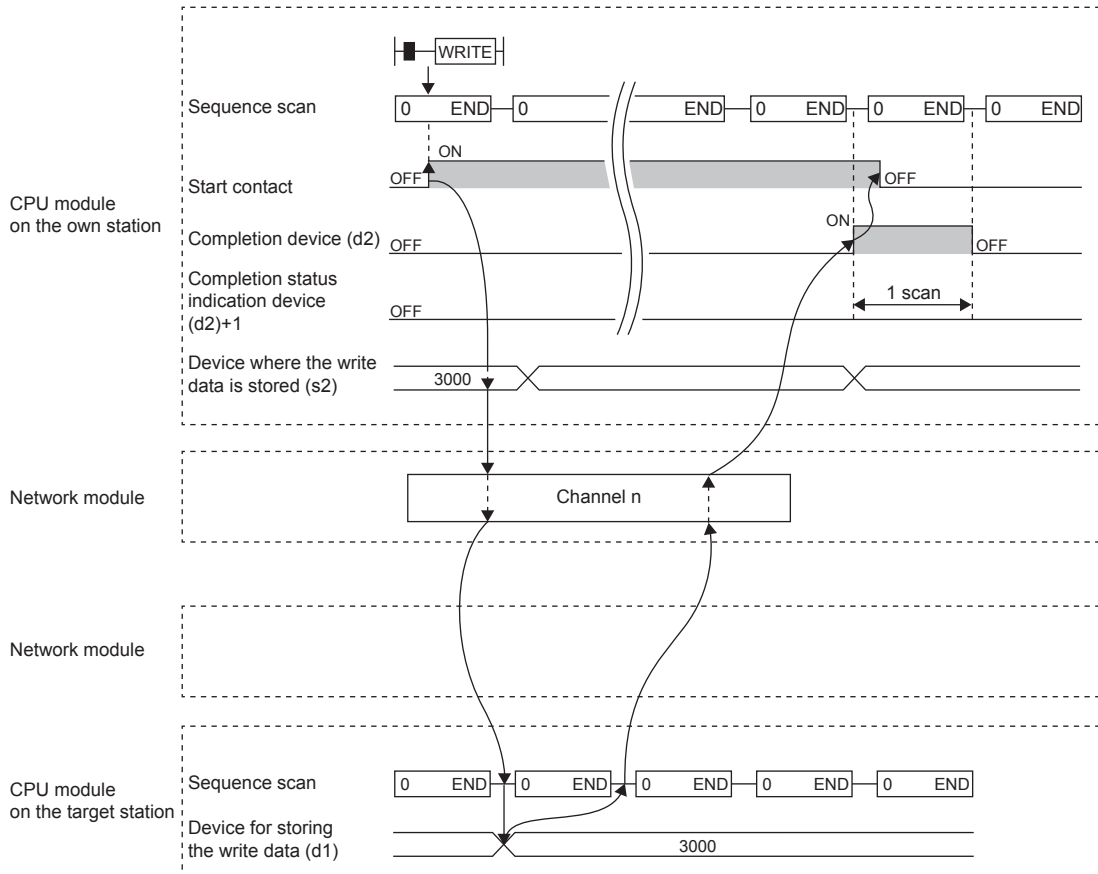 WRITE
Sequence scan
0 END 0 END 0 END 0 END 0 END
ON
Start contact
OFF
OFF
CPU module
on the own station
ON
Completion device (d2)
OFF
OFF
Completion status
indication device
(d2)+1
1 scan
OFF
Device where the write
data is stored (s2)
3000
Network module
Channel n
Network module
CPU module
on the target station
Sequence scan
0 END 0 END 0 END 0 END 0 END
Device for storing
the write data (d1)
3000